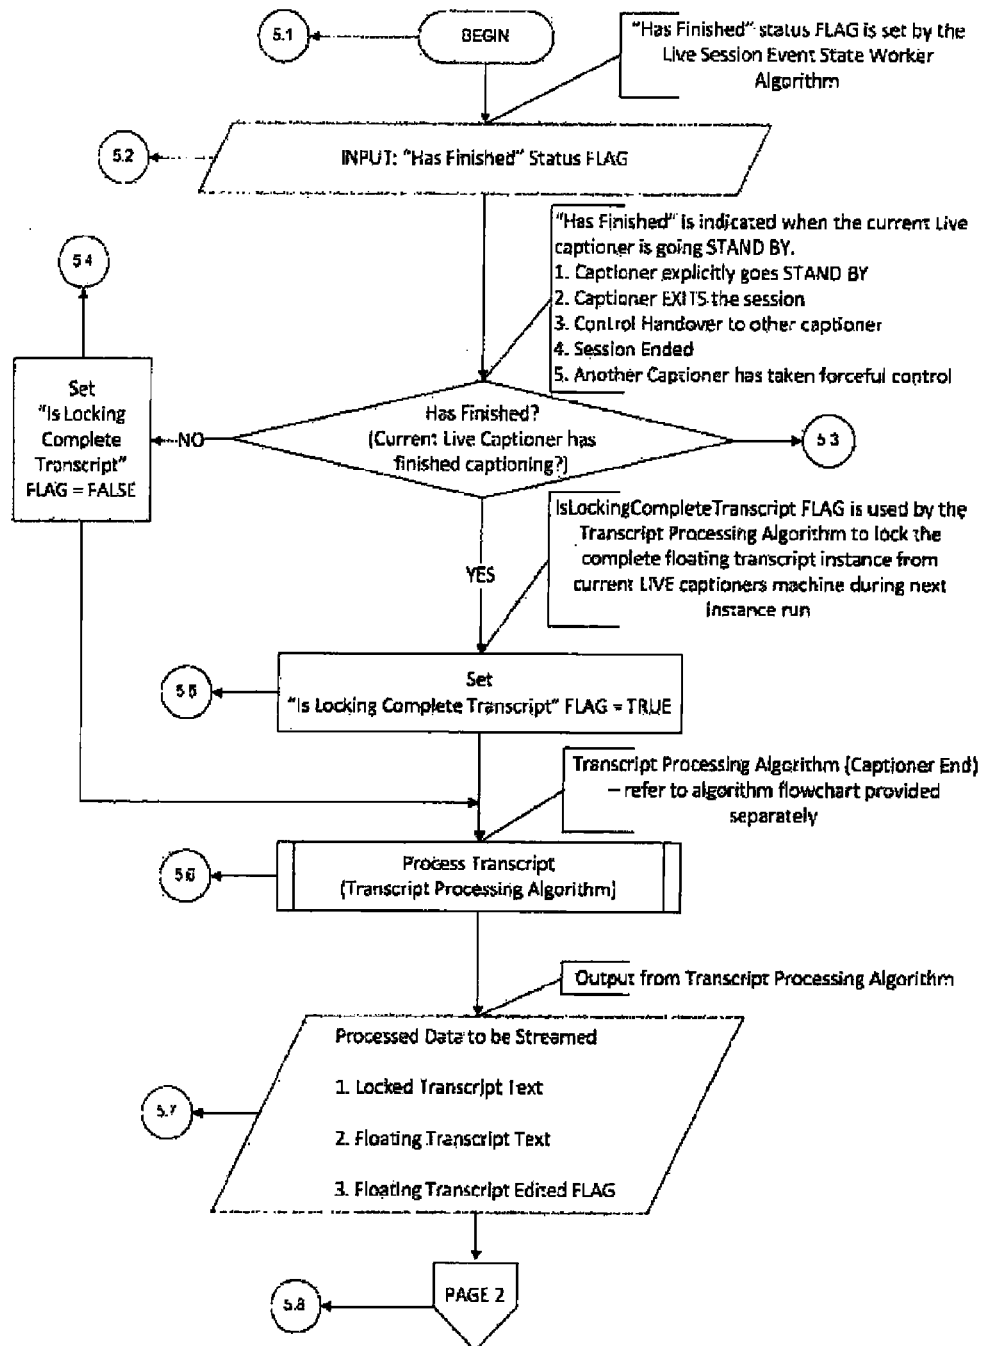 5.1
BEGIN
"Has Finished" status FLAG is set by the
Live Session Event State Worker
Algorithm
5.2
INPUT: "Has Finished" Status FLAG
"Has Finished" is indicated when the current Live
captioner is going STAND BY.
1. Captioner explicitly goes STAND BY
2. Captioner EXITS the session
3. Control Handover to other captioner
4. Session Ended
5. Another Captioner has taken forceful control
5.4
Set
"Is Locking
Complete
Transcript"
FLAG = FALSE
NO
Has Finished?
(Current Live Captioner has
finished captioning?)
5.3
IsLockingCompleteTranscript FLAG is used by the
Transcript Processing Algorithm to lock the
complete floating transcript instance from
current LIVE captioners machine during next
instance run
YES
5.5
Set
"Is Locking Complete Transcript" FLAG = TRUE
Transcript Processing Algorithm (Captioner End)
– refer to algorithm flowchart provided
separately
5.6
Process Transcript
(Transcript Processing Algorithm)
Output from Transcript Processing Algorithm
Processed Data to be Streamed
1. Locked Transcript Text
2. Floating Transcript Text
3. Floating Transcript Edited FLAG
5.7
PAGE 2
5.8